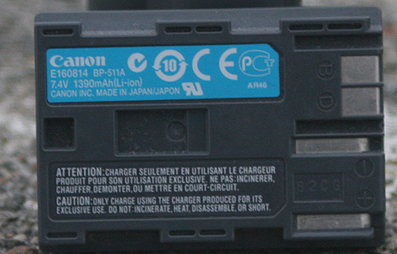 Canon
E160814 BP-511A
7.4V 1390mAh(Li-ion)
CANON INC. MADE IN JAPAN/JAPON
10
CE
PCT
AR46
B D
ATTENTION: CHARGER SEULEMENT EN UTILISANT LE CHARGEUR
PRODUIT POUR L'EXCLUSIVE. NE PAS INCINERER,
CHAUFFER, DEMONTER, OU METTRE EN COURT-CIRCUIT.
CAUTION: ONLY CHARGE USING THE CHARGER PRODUCED FOR ITS
EXCLUSIVE USE. DO NOT: INCINERATE, HEAT, DISASSEMBLE, OR SHORT.